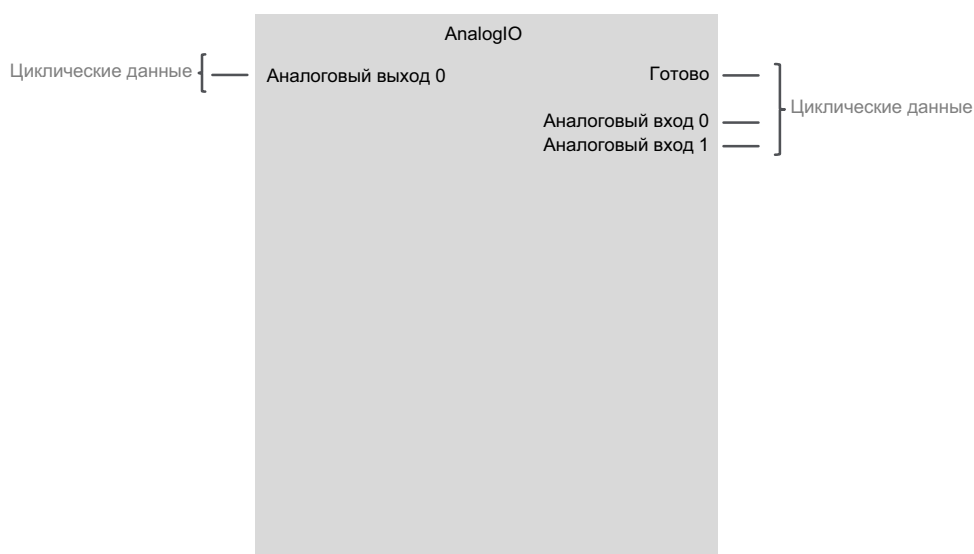 AnalogIO
Циклические данные
Аналоговый выход 0
Готово
Аналоговый вход 0
Аналоговый вход 1
Циклические данные